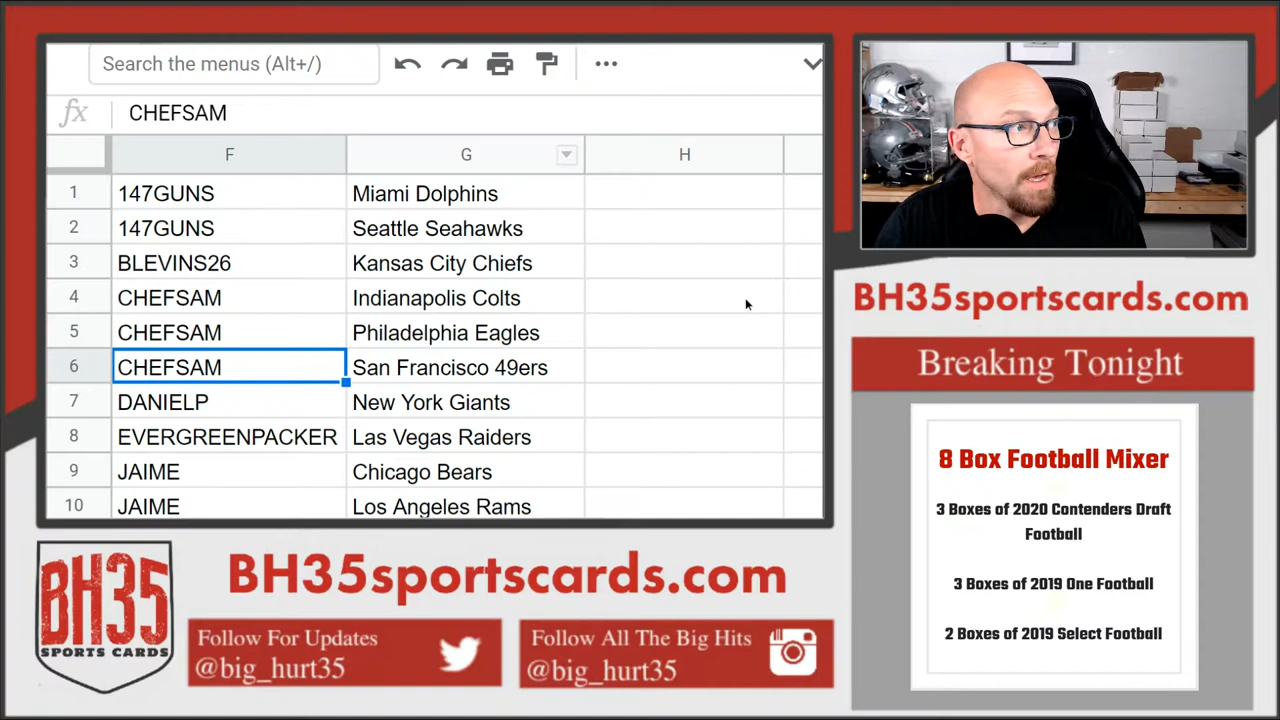 Search the menus (Alt+/)
fx CHEFSAM
F G H
1 147GUNS Miami Dolphins
2 147GUNS Seattle Seahawks
3 BLEVINS26 Kansas City Chiefs
4 CHEFSAM Indianapolis Colts
5 CHEFSAM Philadelphia Eagles
6 CHEFSAM San Francisco 49ers
7 DANIELP New York Giants
8 EVERGREENPACKER Las Vegas Raiders
9 JAIME Chicago Bears
10 JAIME Los Angeles Rams
BH35sportscards.com
Breaking Tonight
8 Box Football Mixer
3 Boxes of 2020 Contenders Draft
Football
3 Boxes of 2019 One Football
2 Boxes of 2019 Select Football
BH35
SPORTS CARDS
BH35sportscards.com
Follow For Updates
@big_hurt35
Follow All The Big Hits
@big_hurt35